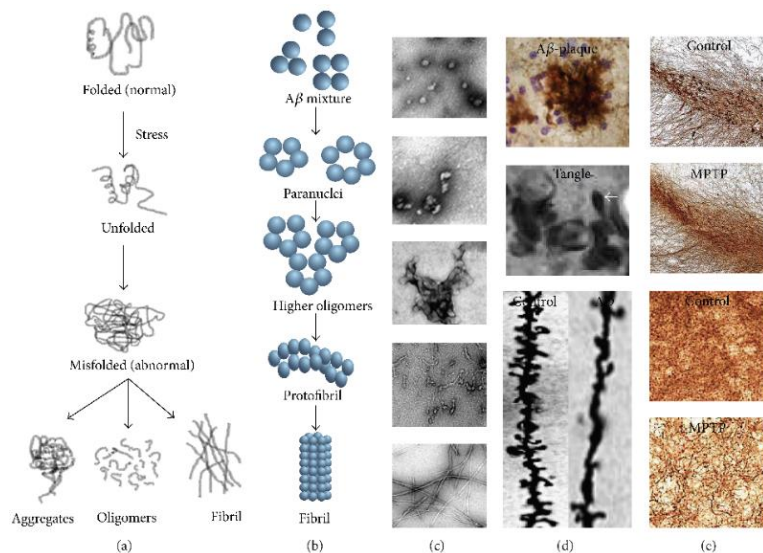 Folded (normal)
Stress
Unfolded
Misfolded (abnormal)
Aggregates
Oligomers
Fibril
(a)
Aβ mixture
Paranuclei
Higher oligomers
Protofibril
Fibril
(b)
(c)
Aβ-plaque
Tangle
Control
AD
(d)
Control
MPTP
Control
MPTP
(e)